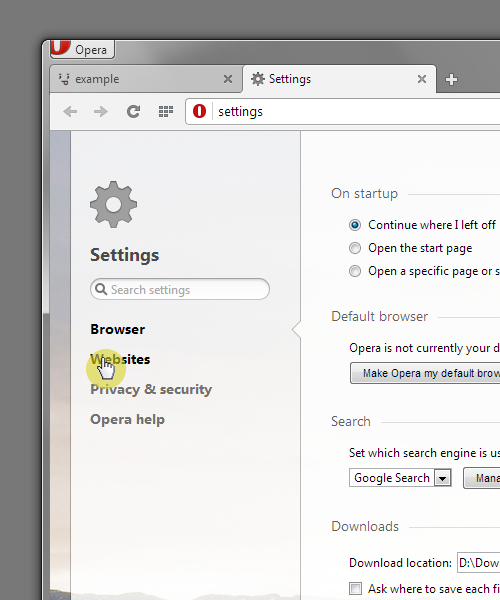 Opera
example
Settings
settings
Settings
Search settings
Browser
Websites
Privacy & security
Opera help
On startup
Continue where I left off
Open the start page
Open a specific page or s
Default browser
Opera is not currently your d
Make Opera my default brow
Search
Set which search engine is us
Google Search
Mana
Downloads
Download location: D:\Dow
Ask where to save each fi